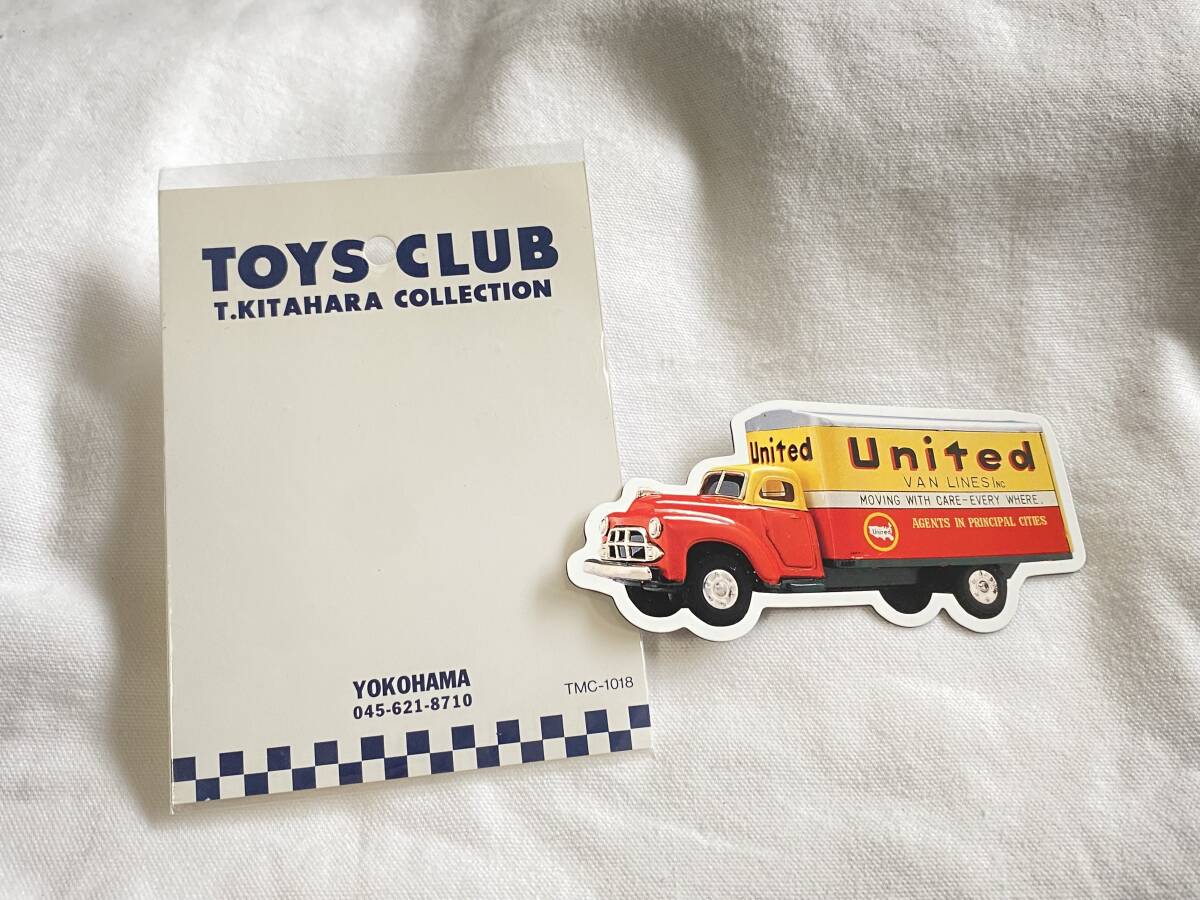 TOYS CLUB
T.KITAHARA COLLECTION
YOKOHAMA
045-621-8710
TMC-1018
United
United
VAN LINES INC
MOVING WITH CARE-EVERY WHERE.
AGENTS IN PRINCIPAL CITIES
United